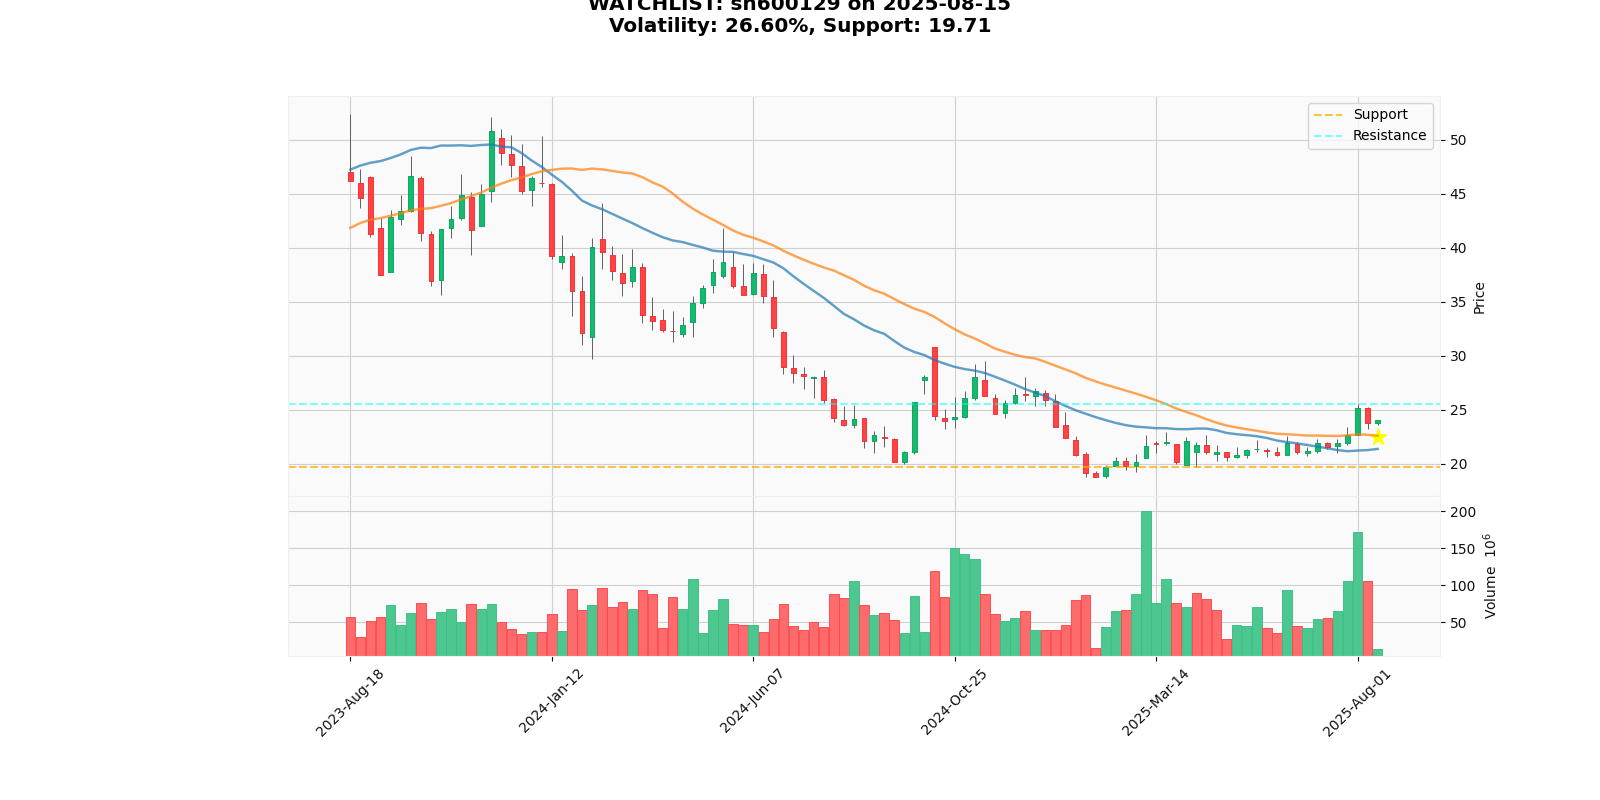 WATCHLIST: sh600129 on 2025-08-15
Volatility: 26.60%, Support: 19.71
Support
Resistance
50
45
40
35
30
25
20
Price
200
150
100
50
Volume 10^6
2023-Aug-18
2024-Jan-12
2024-Jun-07
2024-Oct-25
2025-Mar-14
2025-Aug-01